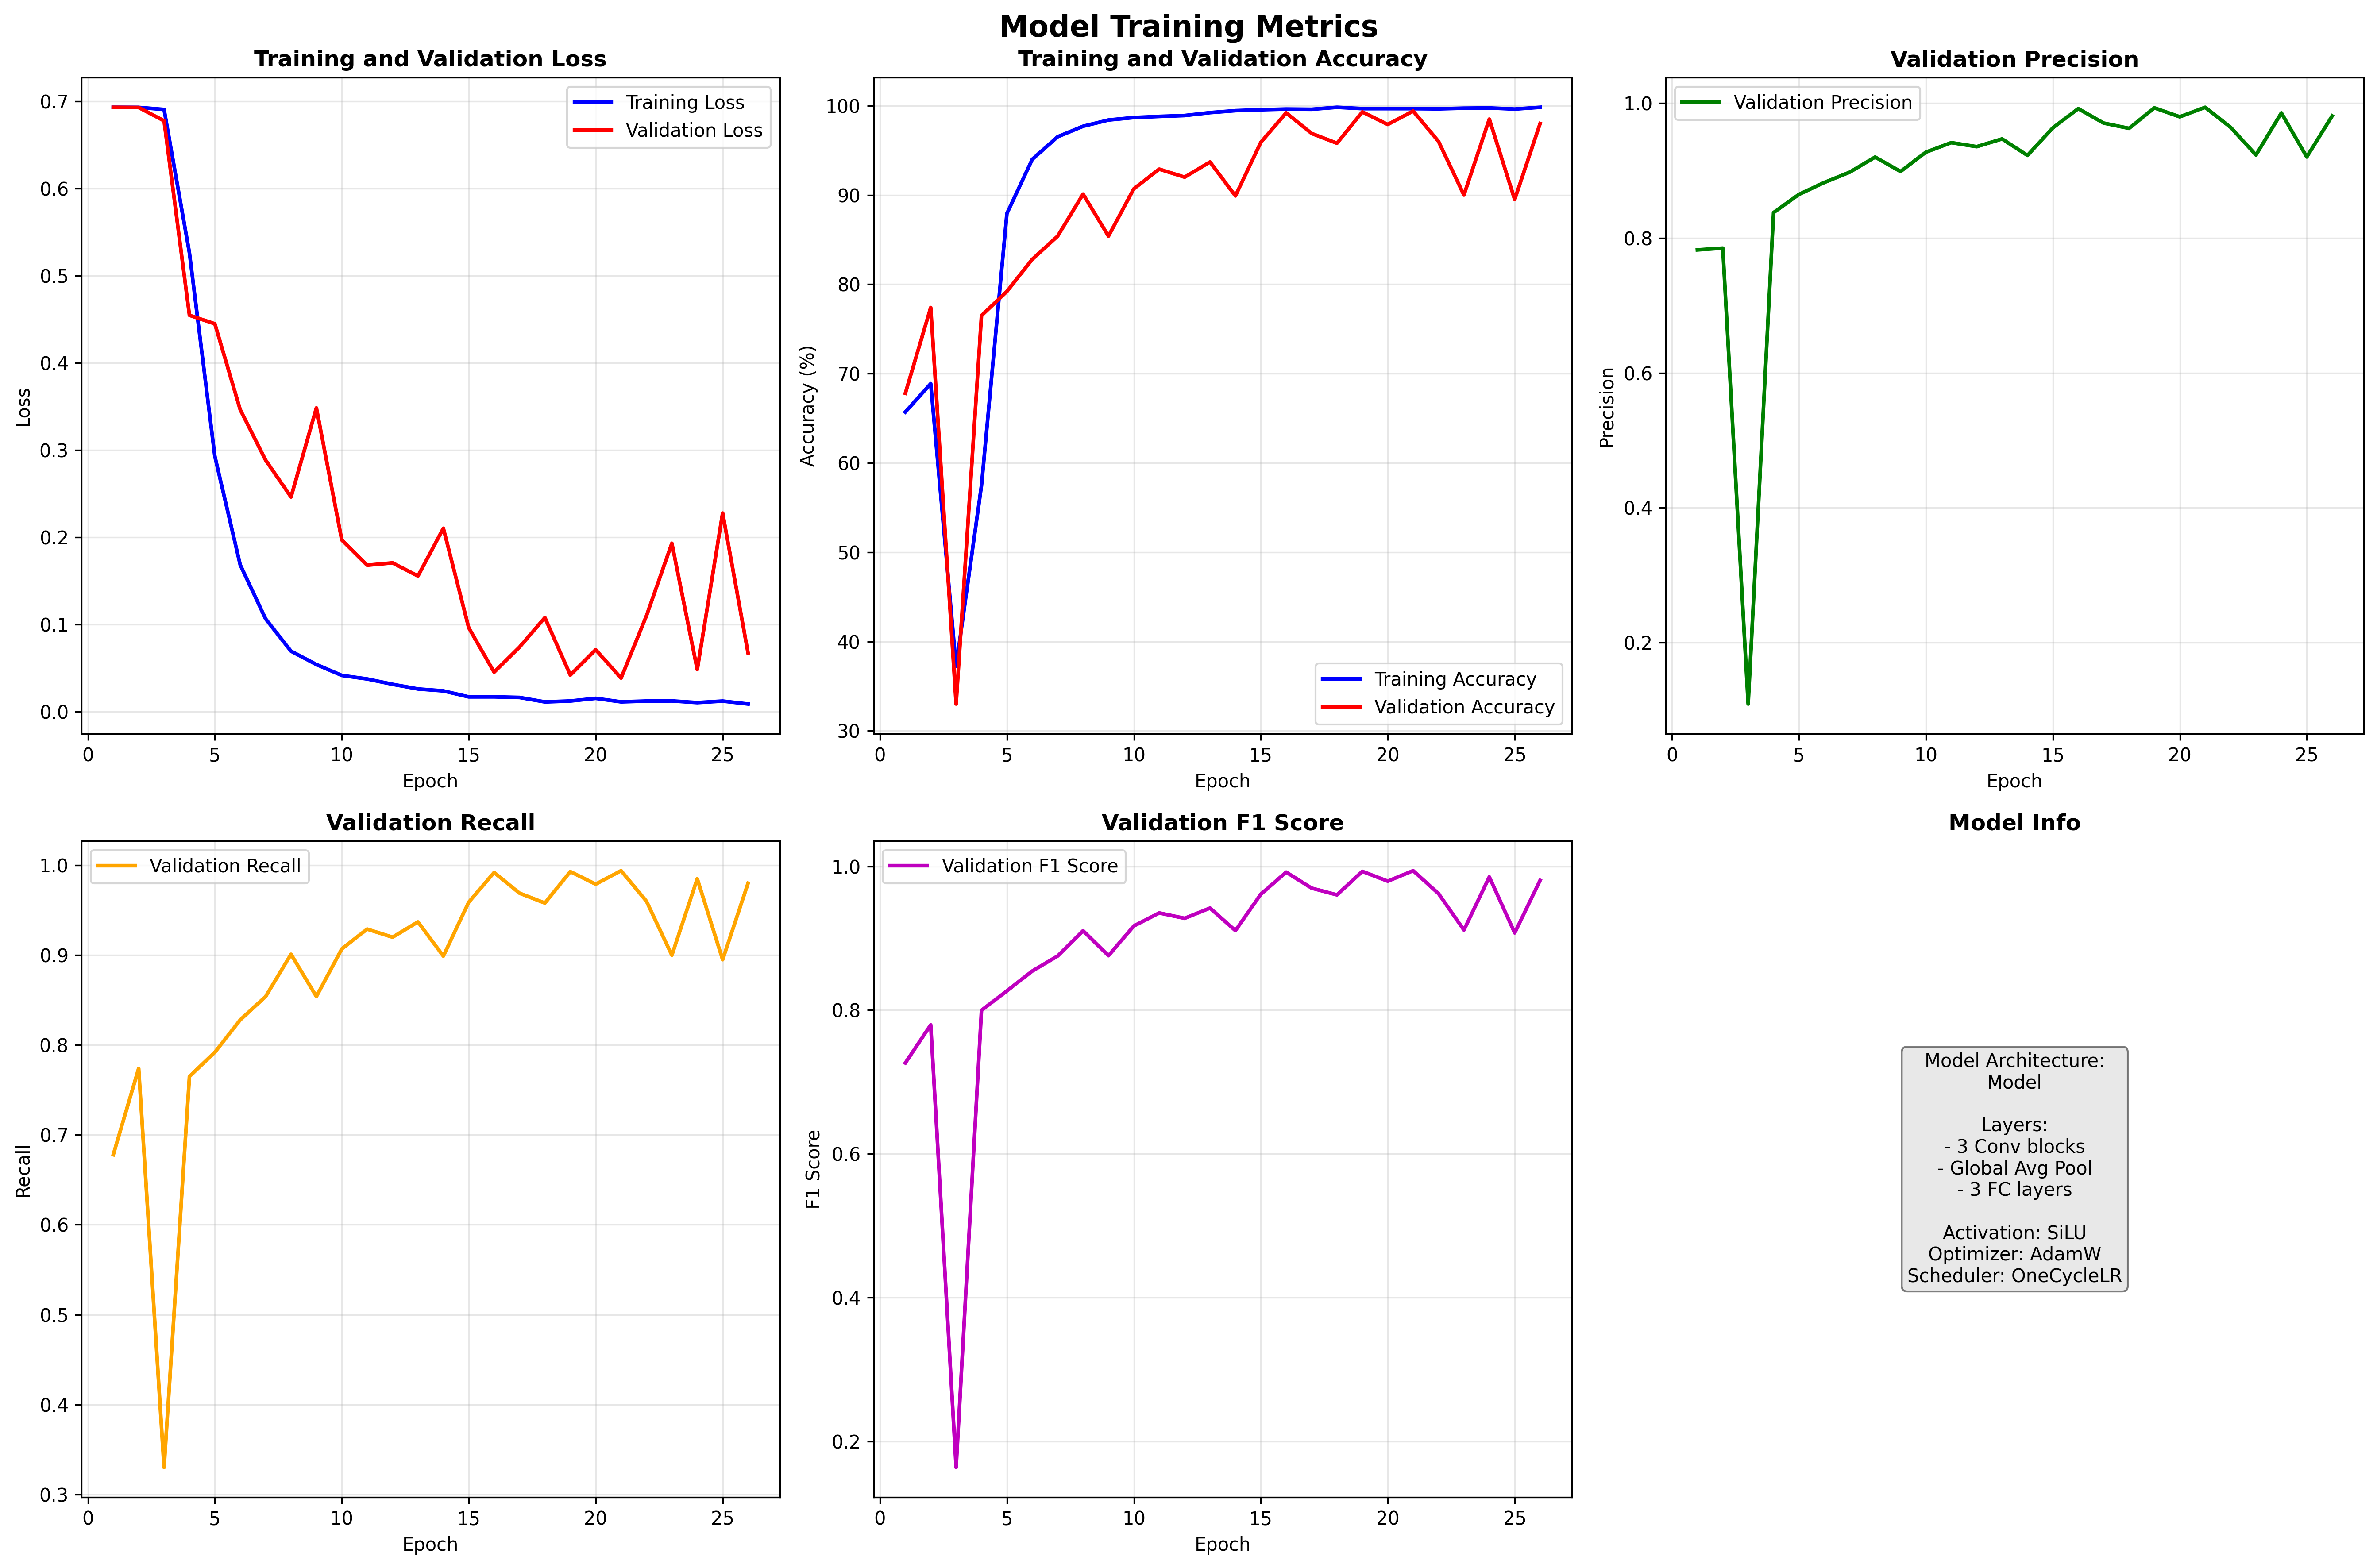 Model Training Metrics
Training and Validation Loss
0.7
0.6
0.5
0.4
0.3
0.2
0.1
0.0
Loss
Training Loss
Validation Loss
0
5
10
15
20
25
Epoch
Training and Validation Accuracy
100
90
80
70
60
50
40
30
Accuracy (%)
Training Accuracy
Validation Accuracy
0
5
10
15
20
25
Epoch
Validation Precision
1.0
0.8
0.6
0.4
0.2
Precision
Validation Precision
0
5
10
15
20
25
Epoch
Validation Recall
1.0
0.9
0.8
0.7
0.6
0.5
0.4
0.3
Recall
Validation Recall
0
5
10
15
20
25
Epoch
Validation F1 Score
1.0
0.8
0.6
0.4
0.2
F1 Score
Validation F1 Score
0
5
10
15
20
25
Epoch
Model Info
Model Architecture:
Model
Layers:
- 3 Conv blocks
- Global Avg Pool
- 3 FC layers
Activation: SiLU
Optimizer: AdamW
Scheduler: OneCycleLR